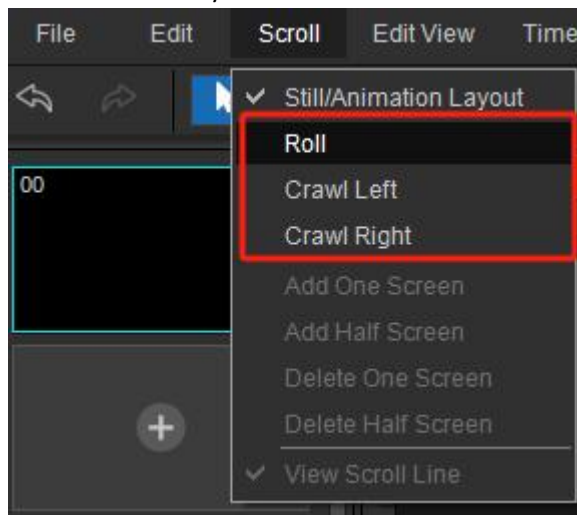 File Edit Scroll Edit View Time
Still/Animation Layout
Roll
00
Crawl Left
Crawl Right
Add One Screen
Add Half Screen
Delete One Screen
Delete Half Screen
View Scroll Line